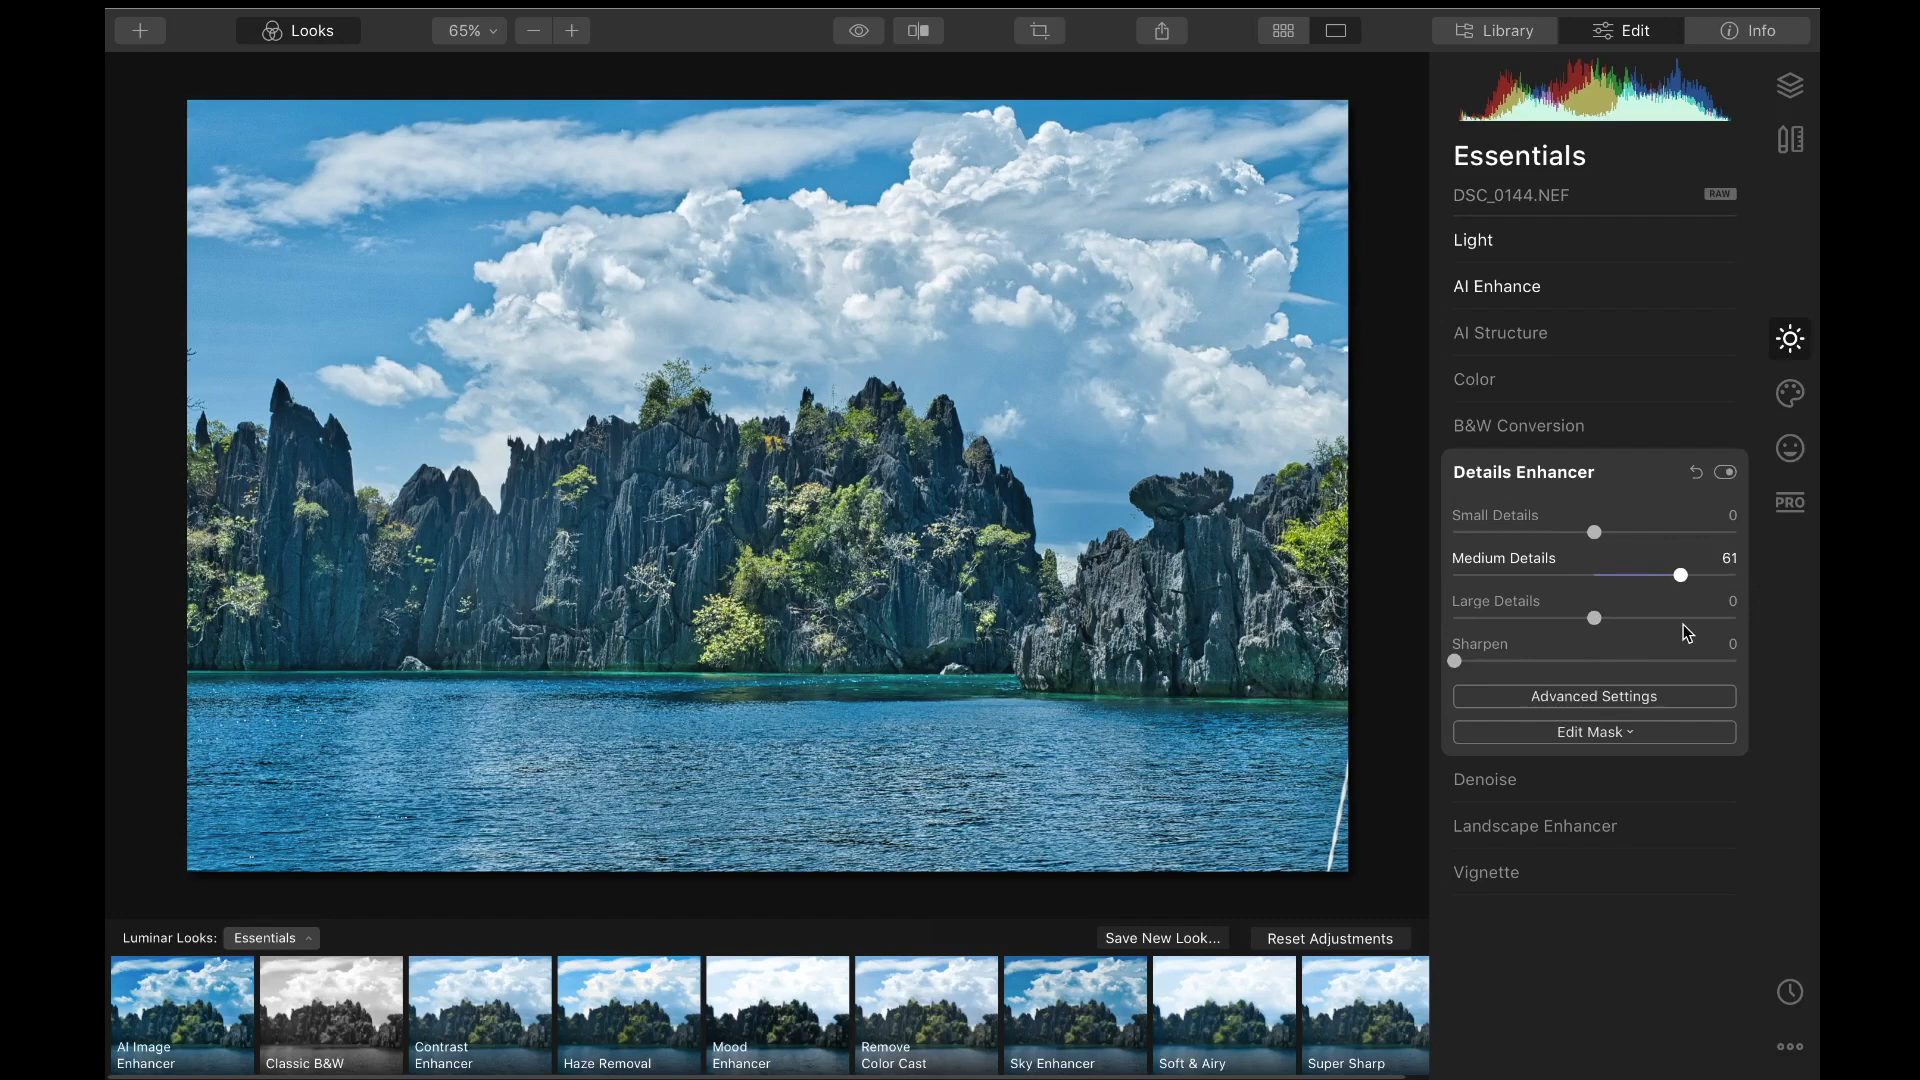 Looks
65%
Library
Edit
Info
Essentials
DSC_0144.NEF
RAW
Light
AI Enhance
AI Structure
Color
B&W Conversion
Details Enhancer
Small Details 0
Medium Details 61
Large Details 0
Sharpen 0
Advanced Settings
Edit Mask
Denoise
Landscape Enhancer
Vignette
PRO
Luminar Looks: Essentials
Save New Look...
Reset Adjustments
AI Image
Enhancer
Classic B&W
Contrast
Enhancer
Haze Removal
Mood
Enhancer
Remove
Color Cast
Sky Enhancer
Soft & Airy
Super Sharp